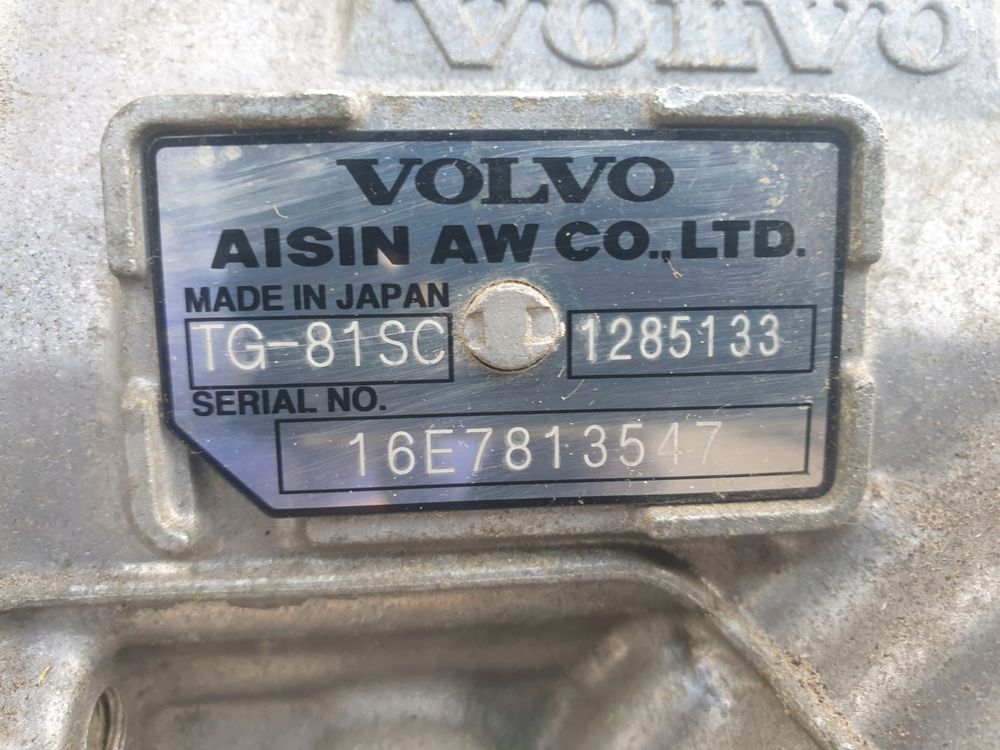 VOLVO
VOLVO
AISIN AW CO.,LTD.
MADE IN JAPAN
TG-81SC 1285133
SERIAL NO.
16E7813547